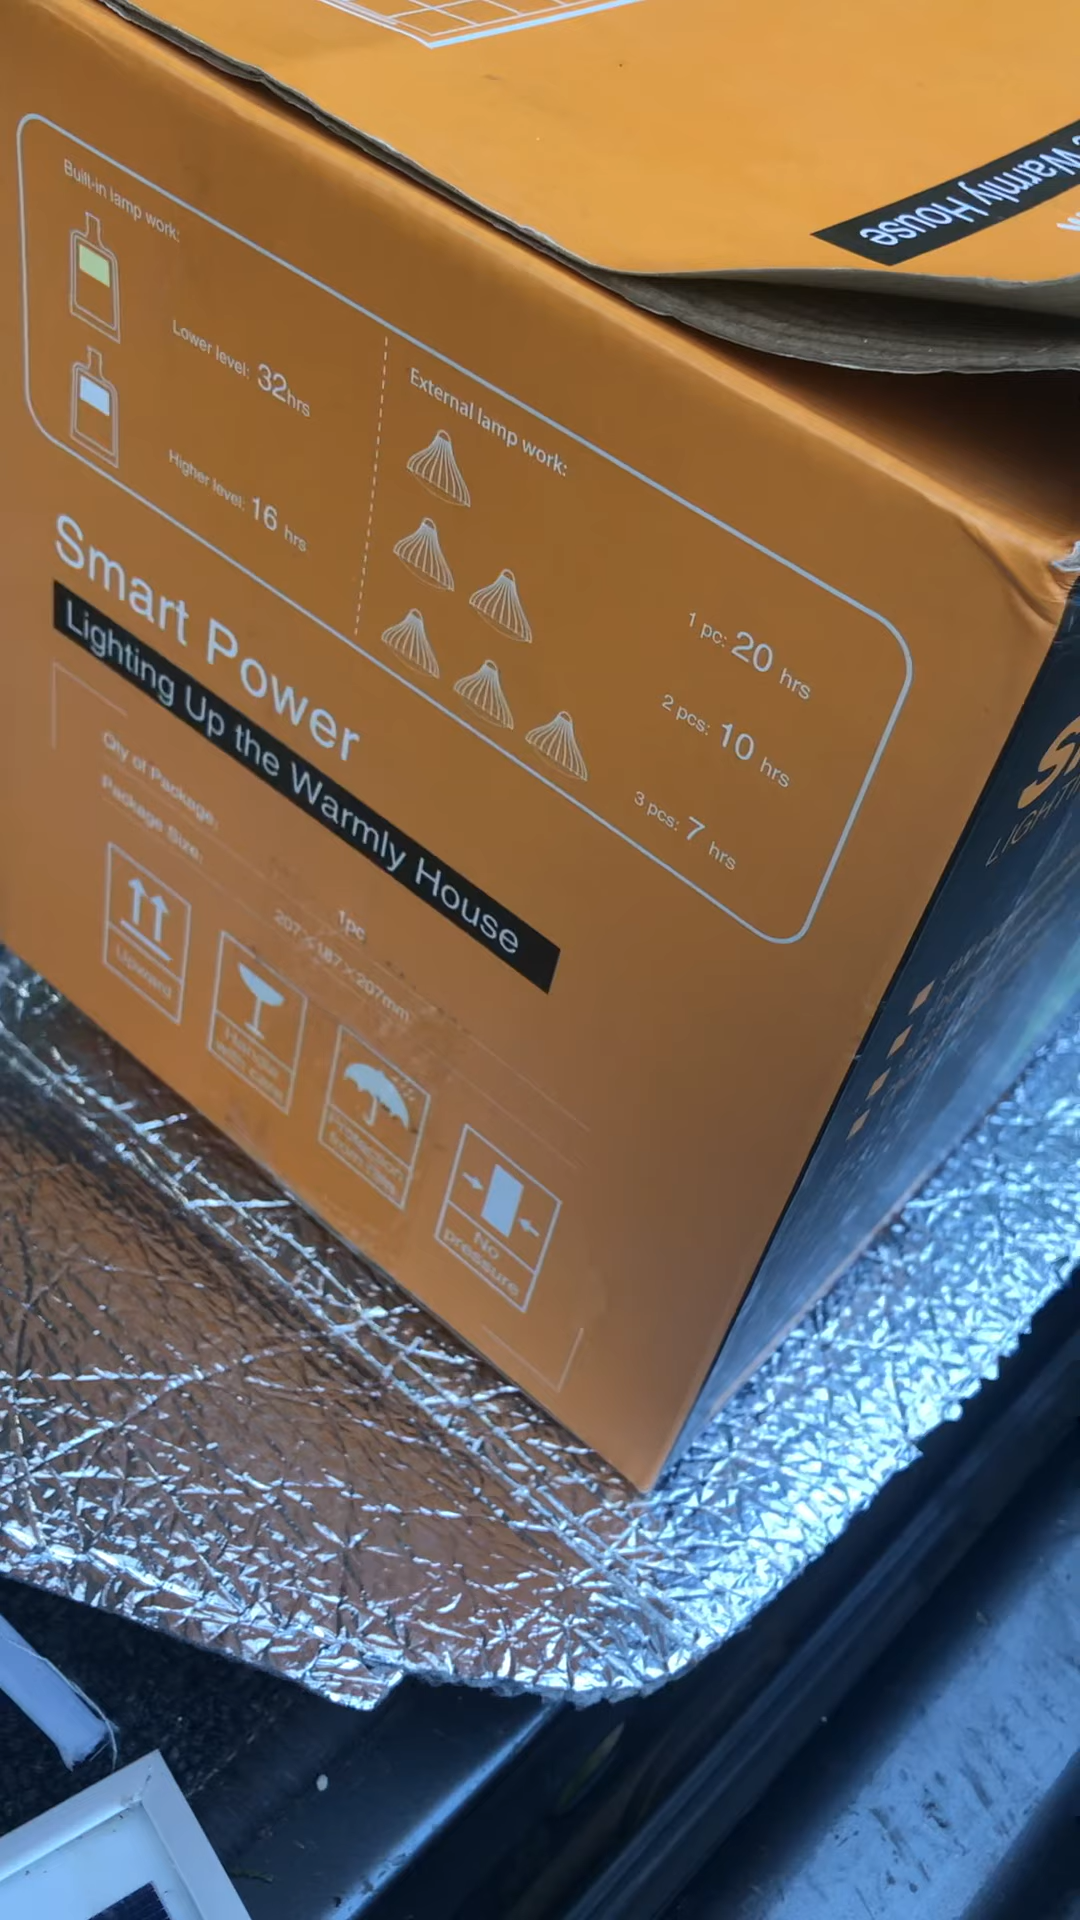 Warmly House
Built-in lamp work:
Lower level: 32hrs
Higher level: 16 hrs
External lamp work:
1 pc: 20 hrs
2 pcs: 10 hrs
3 pcs: 7 hrs
Smart Power
Lighting Up the Warmly House
Qty of Package: 1pc
Package Size: 207×187×207mm
Upward
Handle
with care
Protection
No
pressure